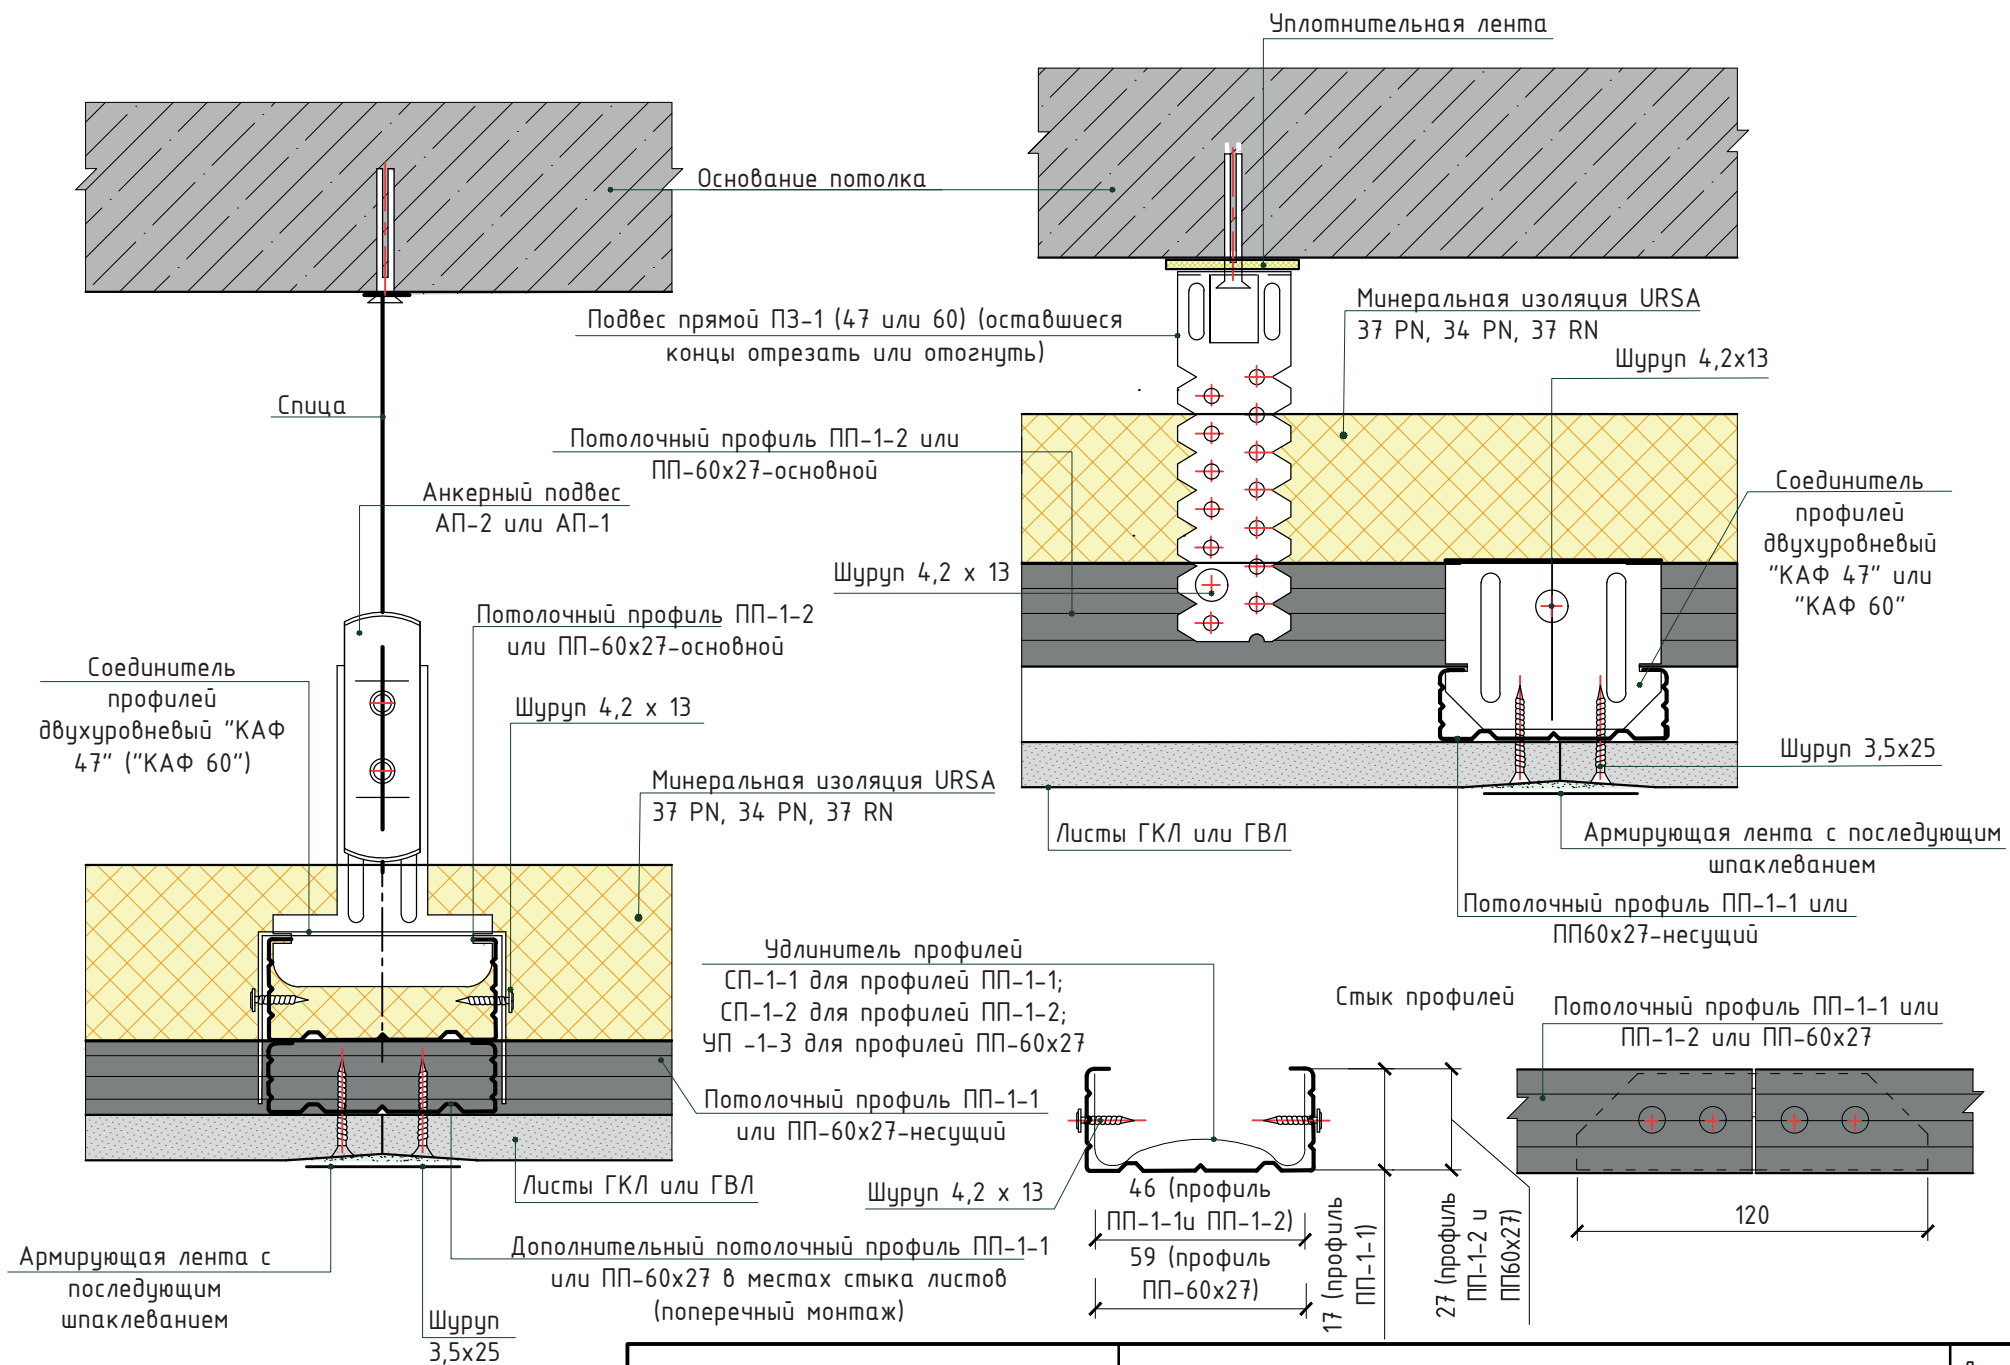 Уплотнительная лента
Основание потолка
Подвес прямой ПЗ-1 (47 или 60) (оставшиеся
концы отрезать или отогнуть)
Минеральная изоляция URSA
37 PN, 34 PN, 37 RN
Шуруп 4,2х13
Спица
Потолочный профиль ПП-1-2 или
ПП-60х27-основной
Анкерный подвес
АП-2 или АП-1
Соединитель
профилей
двухуровневый
"КАФ 47" или
"КАФ 60"
Шуруп 4,2 х 13
Потолочный профиль ПП-1-2
или ПП-60х27-основной
Соединитель
профилей
двухуровневый "КАФ
47" ("КАФ 60")
Шуруп 4,2 х 13
Минеральная изоляция URSA
37 PN, 34 PN, 37 RN
Шуруп 3,5х25
Листы ГКЛ или ГВЛ
Армирующая лента с последующим
шпаклеванием
Потолочный профиль ПП-1-1 или
ПП60х27-несущий
Удлинитель профилей
СП-1-1 для профилей ПП-1-1;
СП-1-2 для профилей ПП-1-2;
УП -1-3 для профилей ПП-60х27
Стык профилей
Потолочный профиль ПП-1-1 или
ПП-1-2 или ПП-60х27
Потолочный профиль ПП-1-1
или ПП-60х27-несущий
Листы ГКЛ или ГВЛ
Шуруп 4,2 х 13
46 (профиль
ПП-1-1и ПП-1-2)
59 (профиль
ПП-60х27)
17 (профиль
ПП-1-1)
27 (профиль
ПП-1-2 и
ПП60х27)
120
Армирующая лента с
последующим
шпаклеванием
Дополнительный потолочный профиль ПП-1-1
или ПП-60х27 в местах стыка листов
(поперечный монтаж)
Шуруп
3,5х25